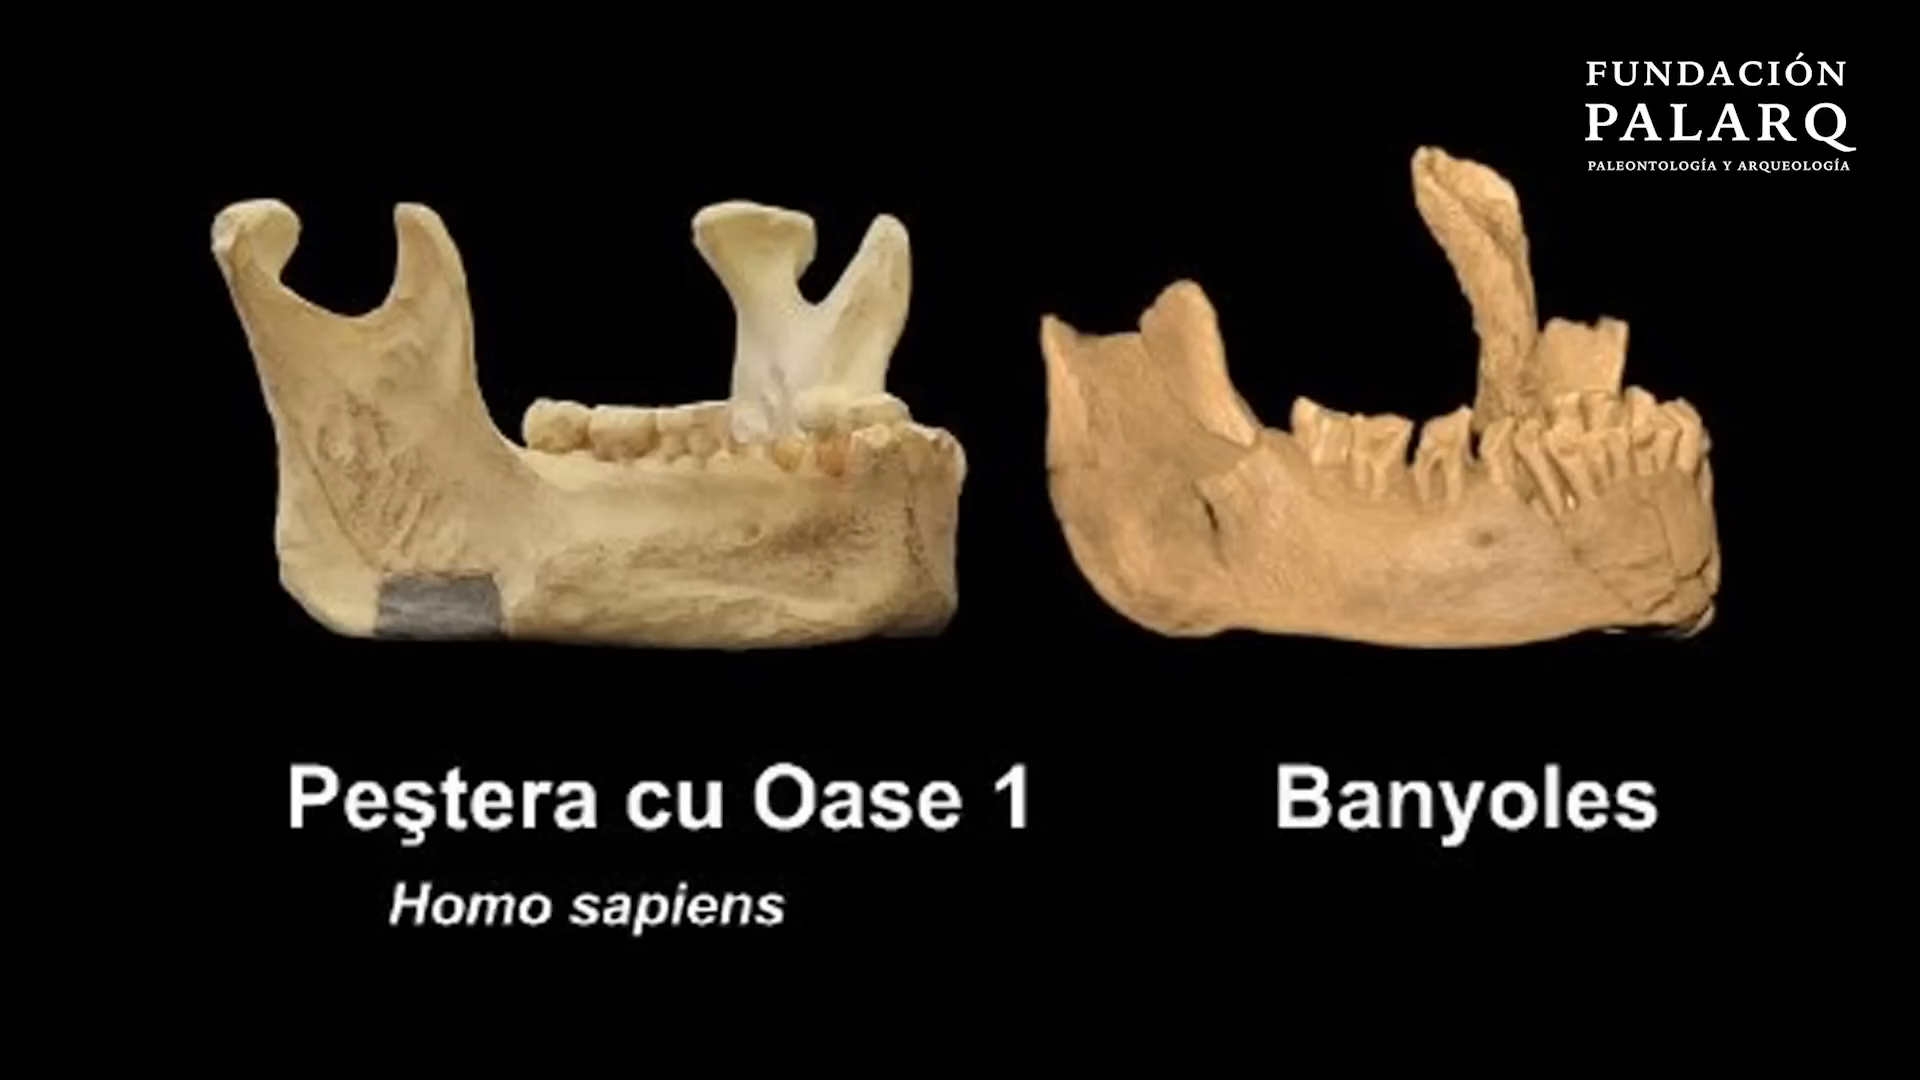 FUNDACIÓN
PALARQ
PALEONTOLOGÍA Y ARQUEOLOGÍA
Peştera cu Oase 1
Banyoles
Homo sapiens